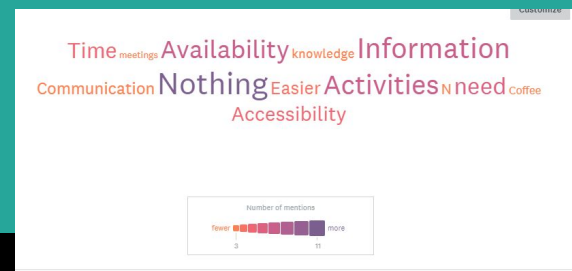 Customize
Time meetings Availability knowledge Information
Communication Nothing Easier Activities N need Coffee
Accessibility
Number of mentions
fewer more
3 11